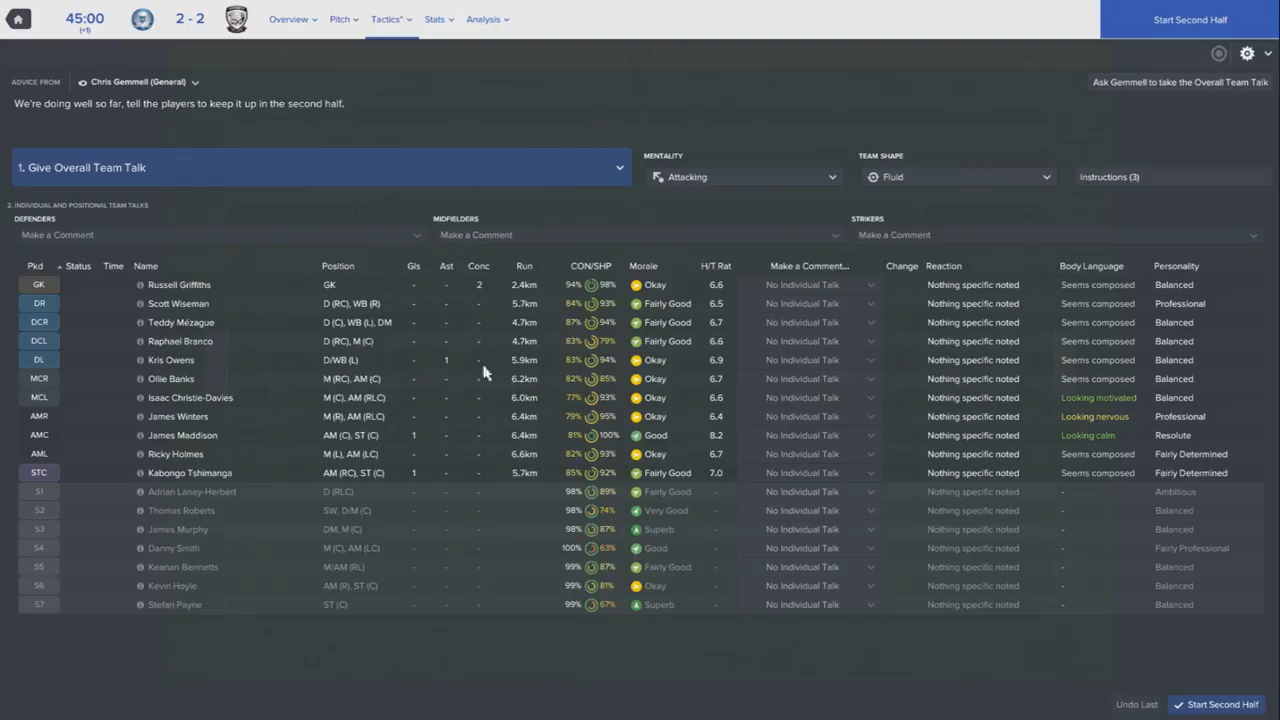 45:00 2 - 2 Overview Pitch Tactics* Stats Analysis Start Second Half
(+1)
ADVICE FROM Chris Gemmell (General) Ask Gemmell to take the Overall Team Talk
We're doing well so far, tell the players to keep it up in the second half.
MENTALITY TEAM SHAPE
1. Give Overall Team Talk Attacking Fluid Instructions (3)
2. INDIVIDUAL AND POSITIONAL TEAM TALKS
DEFENDERS MIDFIELDERS STRIKERS
Make a Comment Make a Comment Make a Comment
Pkd Status Time Name Position Gls Ast Conc Run CON/SHP Morale H/T Rat Make a Comment... Change Reaction Body Language Personality
GK Russell Griffiths GK - - 2 2.4km 94% 98% Okay 6.6 No Individual Talk Nothing specific noted Seems composed Balanced
DR Scott Wiseman D (RC), WB (R) - - - 5.7km 84% 93% Fairly Good 6.5 No Individual Talk Nothing specific noted Seems composed Professional
DCR Teddy Mézague D (C), WB (L), DM - - - 4.7km 87% 94% Fairly Good 6.7 No Individual Talk Nothing specific noted Seems composed Balanced
DCL Raphael Branco D (RC), M (C) - - - 4.7km 83% 79% Fairly Good 6.6 No Individual Talk Nothing specific noted Seems composed Balanced
DL Kris Owens D/WB (L) - 1 - 5.9km 83% 94% Okay 6.9 No Individual Talk Nothing specific noted Seems composed Balanced
MCR Ollie Banks M (RC), AM (C) - - - 6.2km 82% 85% Okay 6.7 No Individual Talk Nothing specific noted Seems composed Balanced
MCL Isaac Christie-Davies M (C), AM (RLC) - - - 6.0km 77% 93% Okay 6.6 No Individual Talk Nothing specific noted Looking motivated Balanced
AMR James Winters M (R), AM (RLC) - - - 6.4km 79% 95% Okay 6.4 No Individual Talk Nothing specific noted Looking nervous Professional
AMC James Maddison AM (C), ST (C) 1 - - 6.4km 81% 100% Good 8.2 No Individual Talk Nothing specific noted Looking calm Resolute
AML Ricky Holmes M (L), AM (LC) - - - 6.6km 82% 93% Okay 6.7 No Individual Talk Nothing specific noted Seems composed Fairly Determined
STC Kabongo Tshimanga AM (RC), ST (C) 1 - - 5.7km 85% 92% Fairly Good 7.0 No Individual Talk Nothing specific noted Seems composed Fairly Determined
S1 Adrian Laney-Herbert D (RLC) 98% 89% Fairly Good - No Individual Talk Nothing specific noted - Ambitious
S2 Thomas Roberts SW, D/M (C) 98% 74% Very Good - No Individual Talk Nothing specific noted - Balanced
S3 James Murphy DM, M (C) 98% 87% Superb - No Individual Talk Nothing specific noted - Balanced
S4 Danny Smith M (C), AM (LC) 100% 63% Good - No Individual Talk Nothing specific noted - Fairly Professional
S5 Keanan Bennetts M/AM (RL) 99% 87% Fairly Good - No Individual Talk Nothing specific noted - Balanced
S6 Kevin Hoyle AM (R), ST (C) 99% 81% Okay - No Individual Talk Nothing specific noted - Balanced
S7 Stefan Payne ST (C) 99% 67% Superb - No Individual Talk Nothing specific noted - Balanced
Undo Last Start Second Half